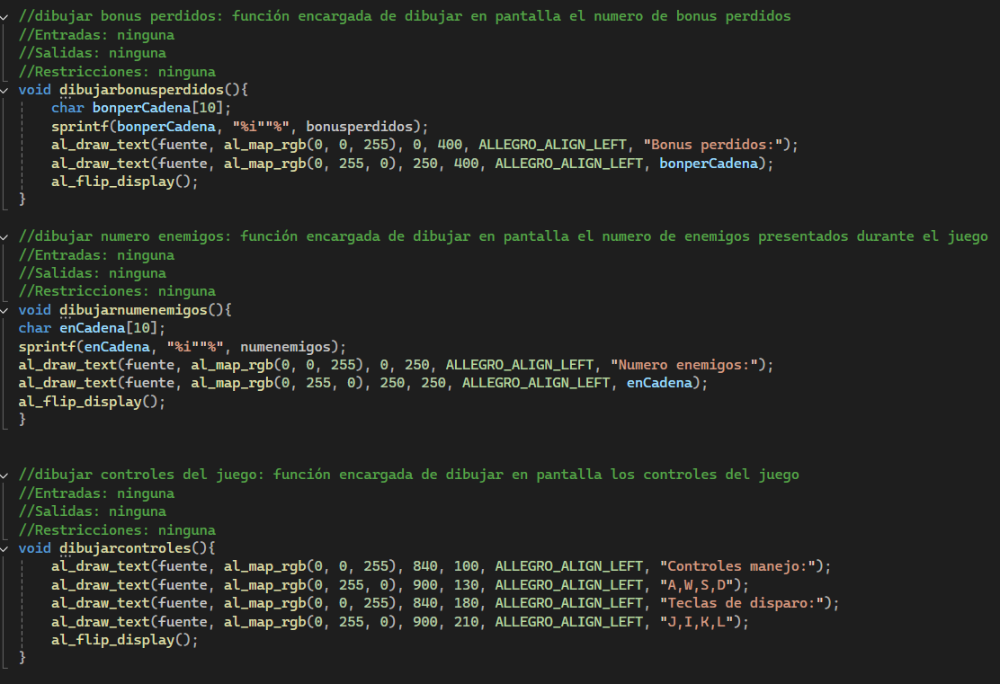 //dibujar bonus perdidos: función encargada de dibujar en pantalla el numero de bonus perdidos
//Entradas: ninguna
//Salidas: ninguna
//Restricciones: ninguna
void dibujarbonusperdidos(){
    char bonperCadena[10];
    sprintf(bonperCadena, "%i""%", bonusperdidos);
    al_draw_text(fuente, al_map_rgb(0, 0, 255), 0, 400, ALLEGRO_ALIGN_LEFT, "Bonus perdidos:");
    al_draw_text(fuente, al_map_rgb(0, 255, 0), 250, 400, ALLEGRO_ALIGN_LEFT, bonperCadena);
    al_flip_display();
}

//dibujar numero enemigos: función encargada de dibujar en pantalla el numero de enemigos presentados durante el juego
//Entradas: ninguna
//Salidas: ninguna
//Restricciones: ninguna
void dibujarnumenemigos(){
char enCadena[10];
sprintf(enCadena, "%i""%", numenemigos);
al_draw_text(fuente, al_map_rgb(0, 0, 255), 0, 250, ALLEGRO_ALIGN_LEFT, "Numero enemigos:");
al_draw_text(fuente, al_map_rgb(0, 255, 0), 250, 250, ALLEGRO_ALIGN_LEFT, enCadena);
al_flip_display();
}

//dibujar controles del juego: función encargada de dibujar en pantalla los controles del juego
//Entradas: ninguna
//Salidas: ninguna
//Restricciones: ninguna
void dibujarcontroles(){
    al_draw_text(fuente, al_map_rgb(0, 0, 255), 840, 100, ALLEGRO_ALIGN_LEFT, "Controles manejo:");
    al_draw_text(fuente, al_map_rgb(0, 255, 0), 900, 130, ALLEGRO_ALIGN_LEFT, "A,W,S,D");
    al_draw_text(fuente, al_map_rgb(0, 0, 255), 840, 180, ALLEGRO_ALIGN_LEFT, "Teclas de disparo:");
    al_draw_text(fuente, al_map_rgb(0, 255, 0), 900, 210, ALLEGRO_ALIGN_LEFT, "J,I,K,L");
    al_flip_display();
}